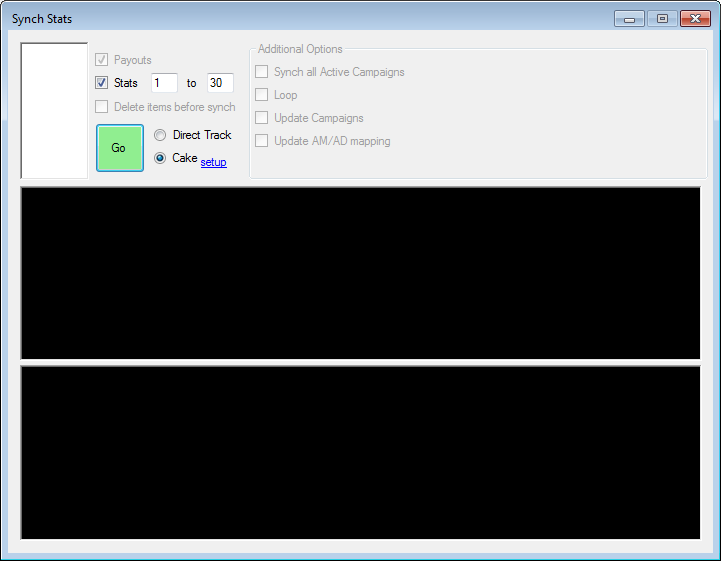 Synch Stats
Payouts
Stats 1 to 30
Delete items before synch
Go
Direct Track
Cake setup
Additional Options
Synch all Active Campaigns
Loop
Update Campaigns
Update AM/AD mapping